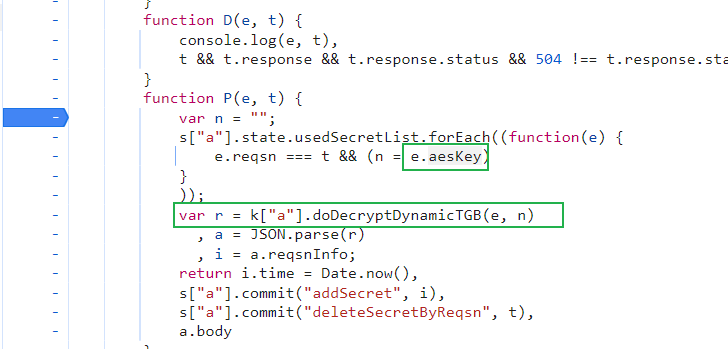 }
function D(e, t) {
console.log(e, t),
t && t.response && t.response.status && 504 !== t.response.sta
}
function P(e, t) {
var n = "";
s["a"].state.usedSecretList.forEach((function(e) {
e.reqsn === t && (n = e.aesKey)
}
));
var r = k["a"].doDecryptDynamicTGB(e, n)
, a = JSON.parse(r)
, i = a.reqsnInfo;
return i.time = Date.now(),
s["a"].commit("addSecret", i),
s["a"].commit("deleteSecretByReqsn", t),
a.body